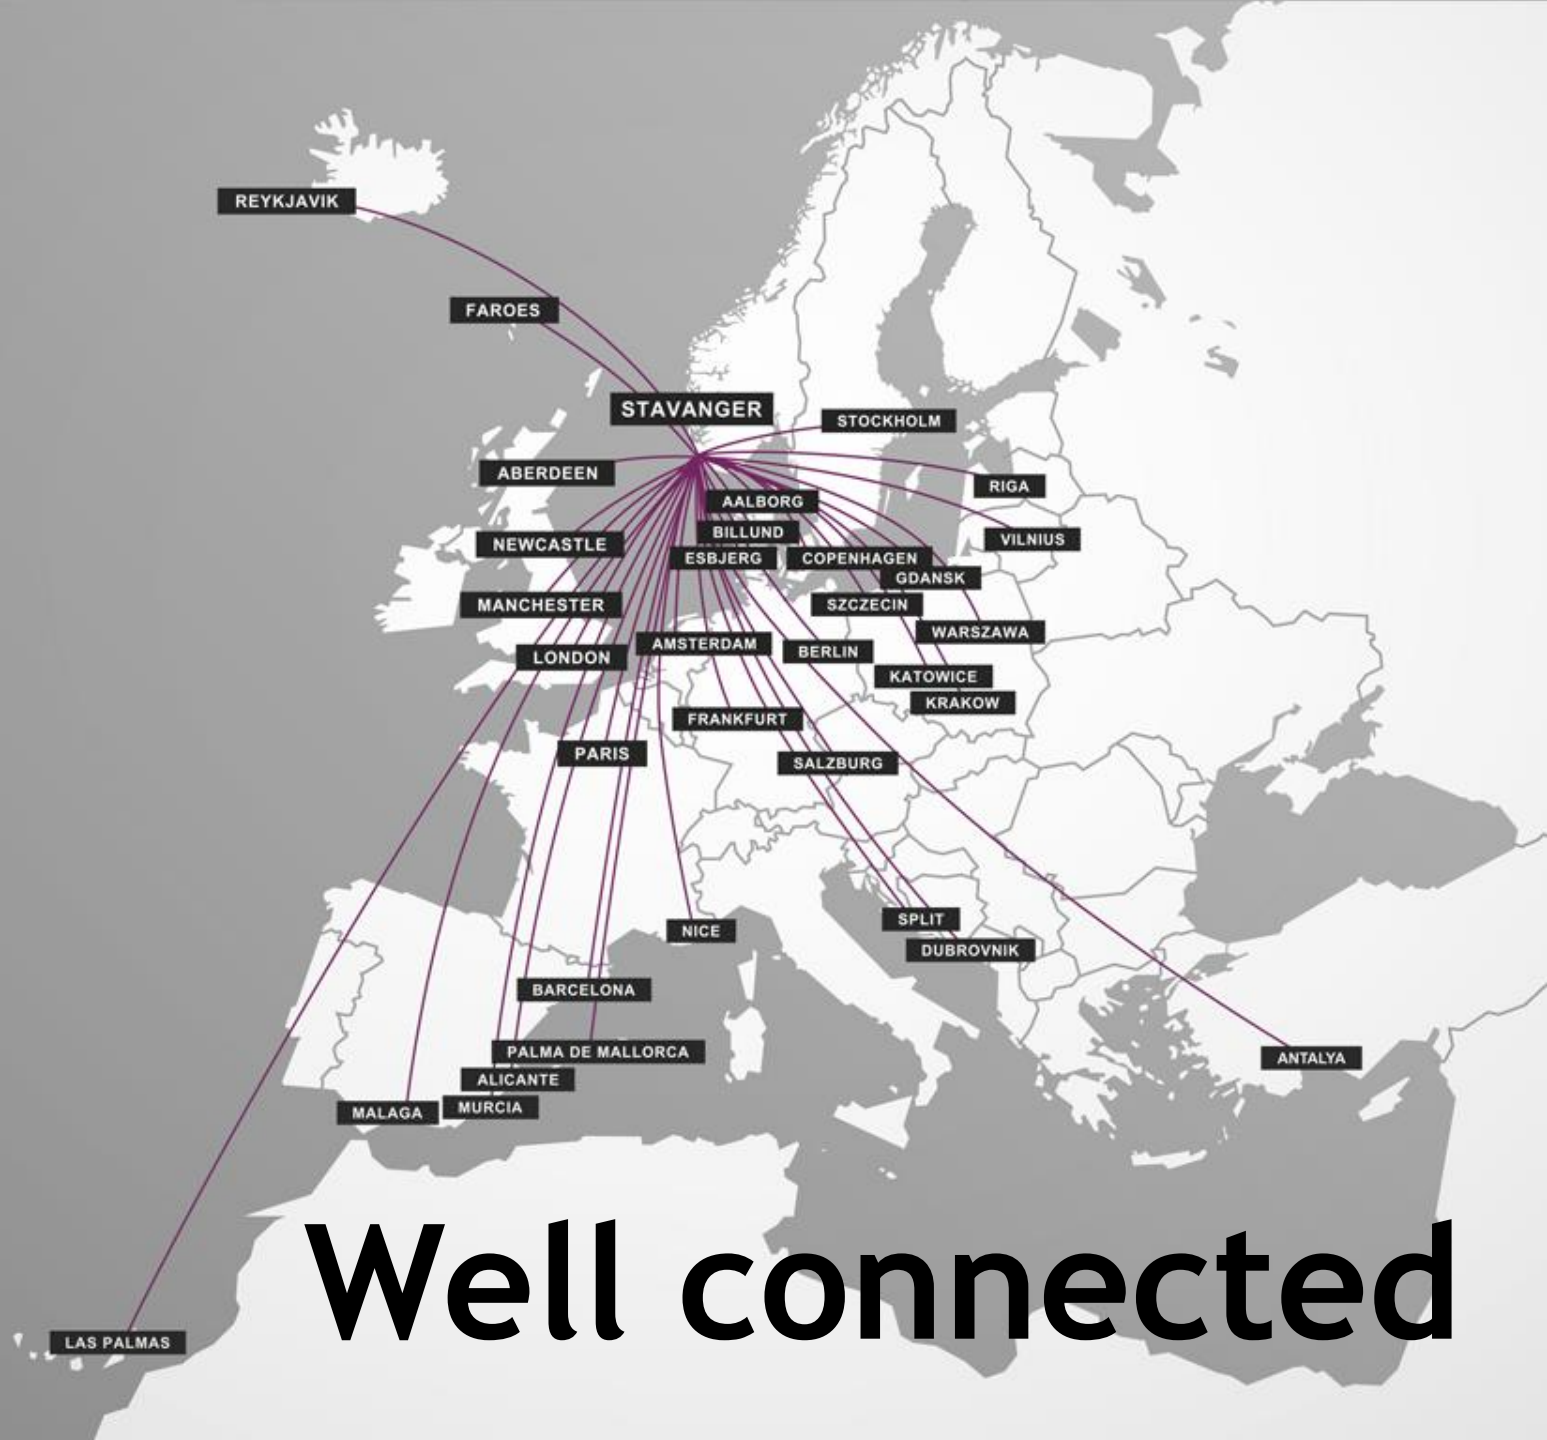 REYKJAVIK
FAROES
STAVANGER
STOCKHOLM
ABERDEEN
RIGA
AALBORG
BILLUND
VILNIUS
NEWCASTLE
ESBJERG
COPENHAGEN
GDANSK
MANCHESTER
SZCZECIN
WARSZAWA
AMSTERDAM
BERLIN
LONDON
KATOWICE
KRAKOW
FRANKFURT
PARIS
SALZBURG
SPLIT
NICE
DUBROVNIK
BARCELONA
PALMA DE MALLORCA
ANTALYA
ALICANTE
MURCIA
MALAGA
Well connected
LAS PALMAS